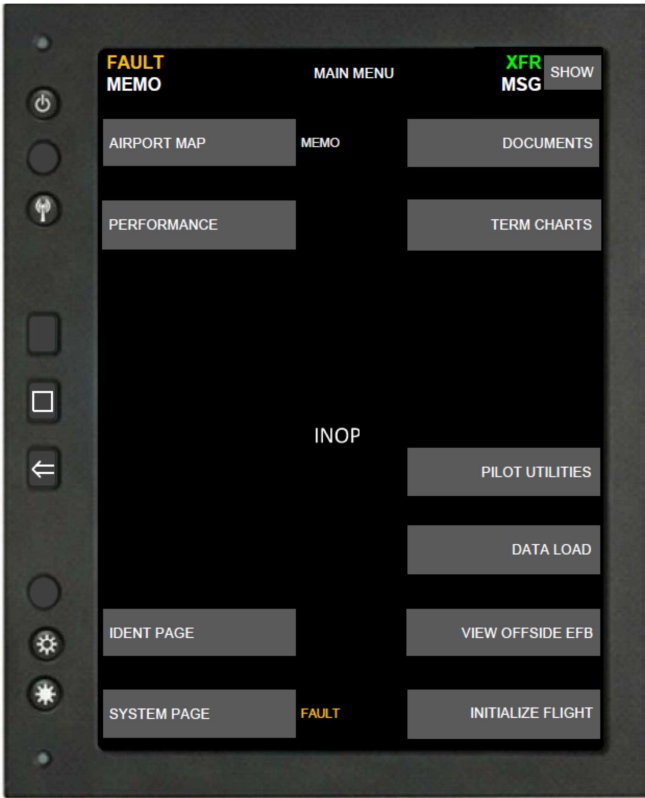 FAULT MAIN MENU XFR SHOW
MEMO MSG
AIRPORT MAP MEMO DOCUMENTS
PERFORMANCE TERM CHARTS
INOP
PILOT UTILITIES
DATA LOAD
IDENT PAGE VIEW OFFSIDE EFB
SYSTEM PAGE FAULT INITIALIZE FLIGHT